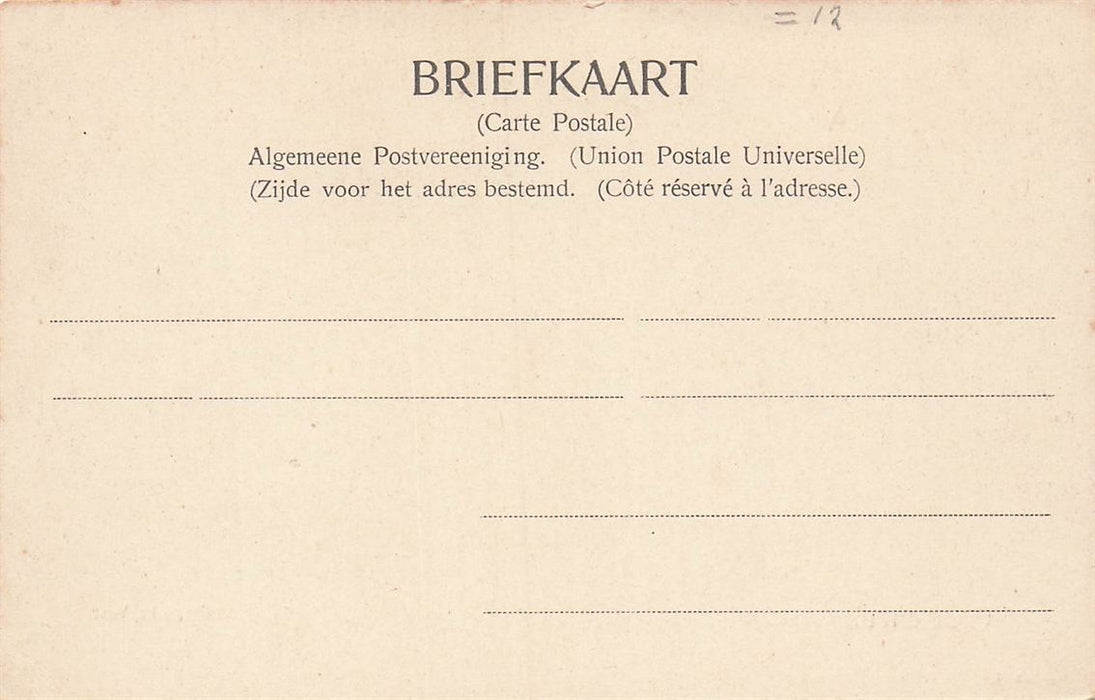 = 12
BRIEFKAART
(Carte Postale)
Algemeene Postvereeniging. (Union Postale Universelle)
(Zijde voor het adres bestemd. (Côté réservé à l'adresse.)